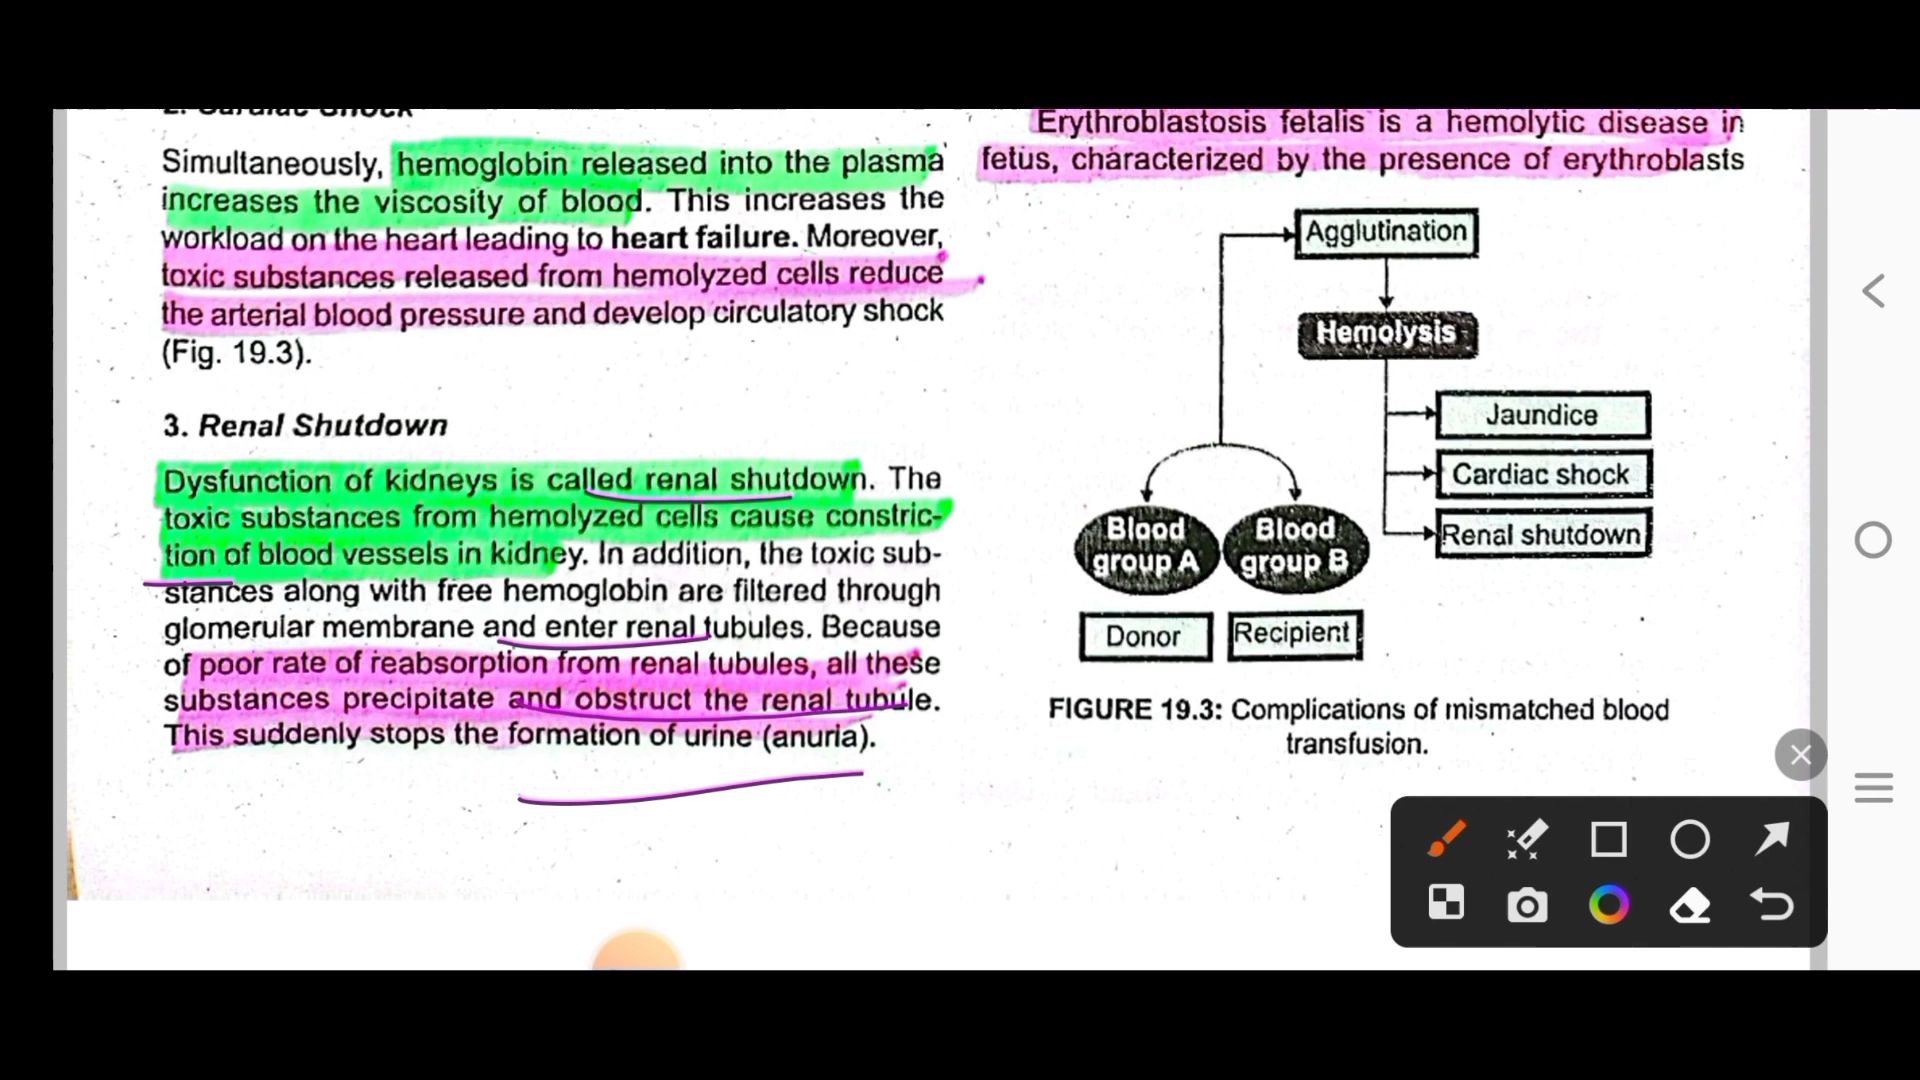 2. Cardiac Shock
Simultaneously, hemoglobin released into the plasma
increases the viscosity of blood. This increases the
workload on the heart leading to heart failure. Moreover,
toxic substances released from hemolyzed cells reduce
the arterial blood pressure and develop circulatory shock
(Fig. 19.3).
3. Renal Shutdown
Dysfunction of kidneys is called renal shutdown. The
toxic substances from hemolyzed cells cause constric-
tion of blood vessels in kidney. In addition, the toxic sub-
stances along with free hemoglobin are filtered through
glomerular membrane and enter renal tubules. Because
of poor rate of reabsorption from renal tubules, all these
substances precipitate and obstruct the renal tubule.
This suddenly stops the formation of urine (anuria).
Erythroblastosis fetalis is a hemolytic disease in
fetus, characterized by the presence of erythroblasts
Agglutination
Hemolysis
Jaundice
Cardiac shock
Renal shutdown
Blood
group A
Blood
group B
Donor
Recipient
FIGURE 19.3: Complications of mismatched blood
transfusion.